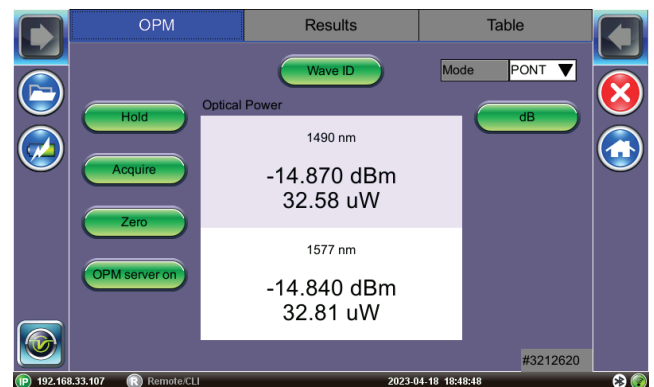 OPM Results Table
Wave ID
Mode PONT
Optical Power
Hold
dB
1490 nm
-14.870 dBm
32.58 uW
Acquire
Zero
1577 nm
-14.840 dBm
32.81 uW
OPM server on
#3212620
IP 192.168.33.107 R Remote/CLI 2023-04-18 18:48:48